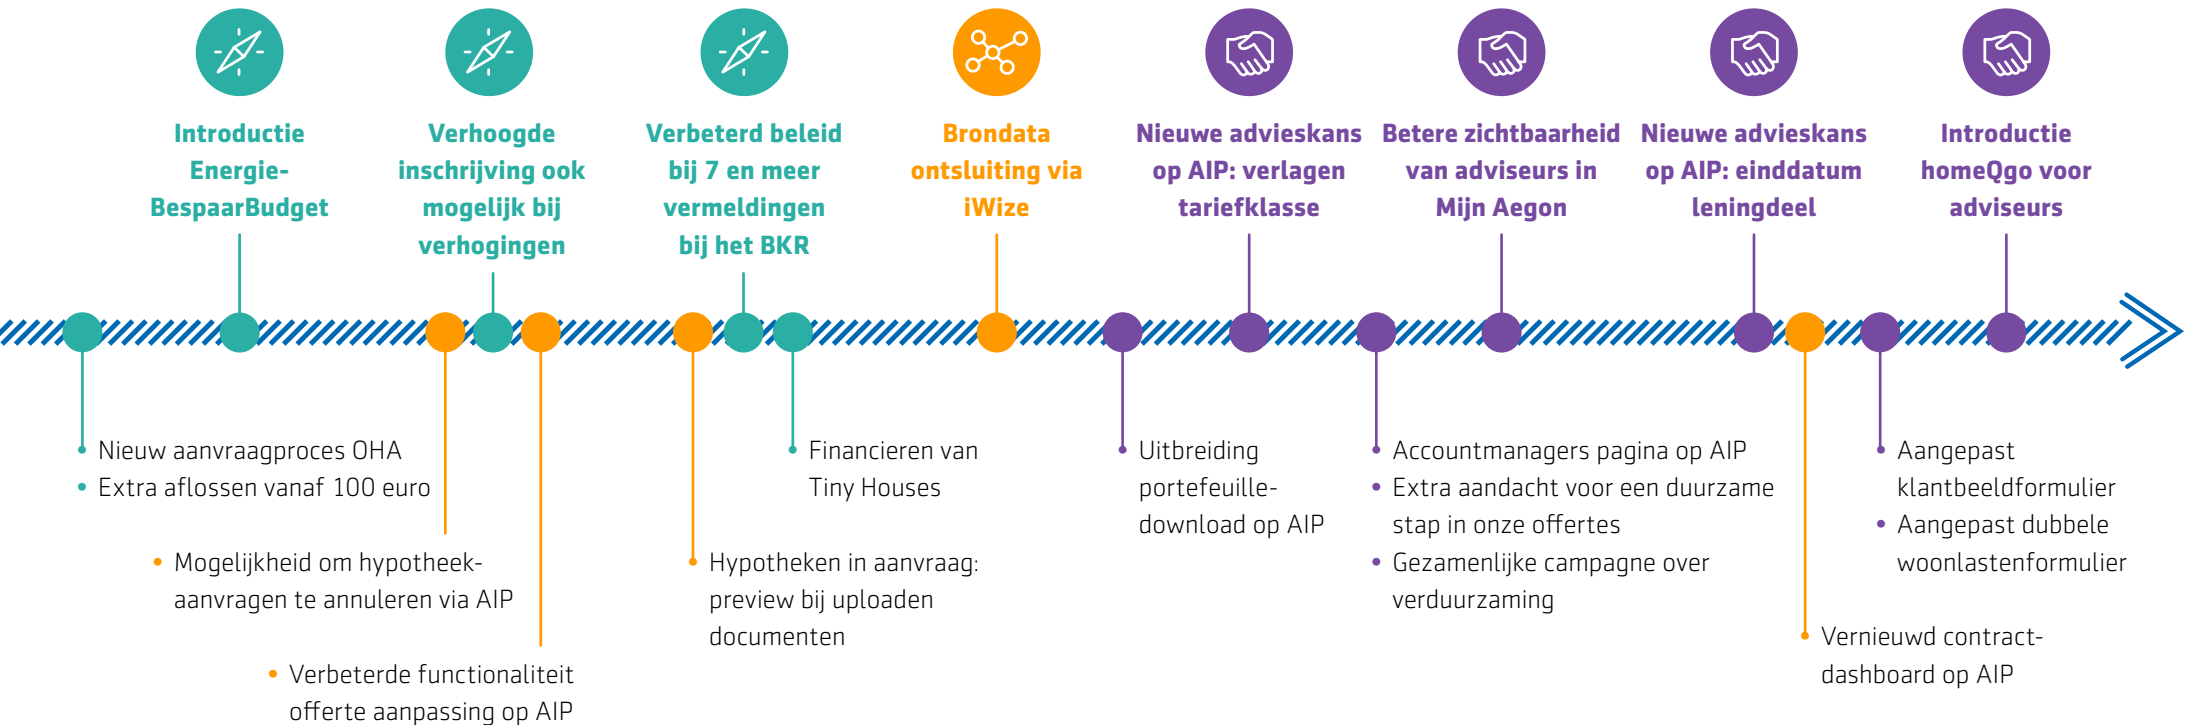 Introductie
Energie-
BespaarBudget
Verhoogde
inschrijving ook
mogelijk bij
verhogingen
Verbeterd beleid
bij 7 en meer
vermeldingen
bij het BKR
Brondata
ontsluiting via
iWize
Nieuwe advieskans
op AIP: verlagen
tariefklasse
Betere zichtbaarheid
van adviseurs in
Mijn Aegon
Nieuwe advieskans
op AIP: einddatum
leningdeel
Introductie
homeQgo voor
adviseurs
• Nieuw aanvraagproces OHA
• Extra aflossen vanaf 100 euro
• Mogelijkheid om hypotheek-
aanvragen te annuleren via AIP
• Verbeterde functionaliteit
offerte aanpassing op AIP
• Hypotheken in aanvraag:
preview bij uploaden
documenten
• Financieren van
Tiny Houses
• Uitbreiding
portefeuille-
download op AIP
• Accountmanagers pagina op AIP
• Extra aandacht voor een duurzame
stap in onze offertes
• Gezamenlijke campagne over
verduurzaming
• Vernieuwd contract-
dashboard op AIP
• Aangepast
klantbeeldformulier
• Aangepast dubbele
woonlastenformulier